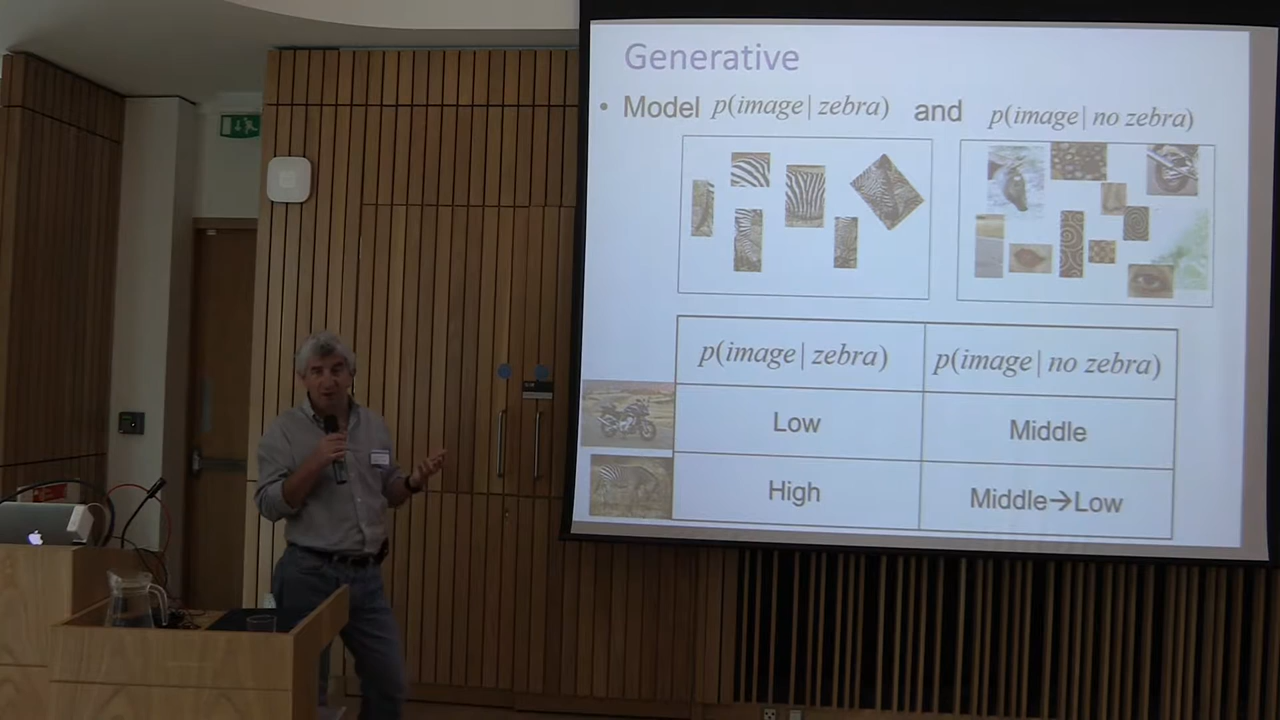 Generative
• Model p(image | zebra) and p(image | no zebra)
p(image | zebra) p(image | no zebra)
Low Middle
High Middle→Low